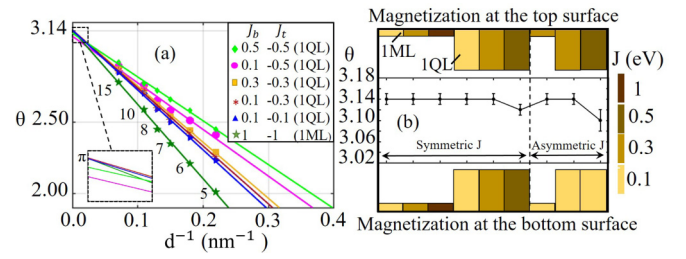 3.14
2.50
2.00
θ
(a)
J_b J_t
0.5 -0.5 (1QL)
0.1 -0.5 (1QL)
0.3 -0.3 (1QL)
0.1 -0.3 (1QL)
0.1 -0.1 (1QL)
1 -1 (1ML)
15
10
8
7
6
5
π
0.0 0.1 0.2 0.3 0.4
d⁻¹ (nm⁻¹)
Magnetization at the top surface
1ML
1QL
θ
3.18
3.14
3.06
3.02
(b)
Symmetric J
Asymmetric J
Magnetization at the bottom surface
J (eV)
1
0.5
0.3
0.1